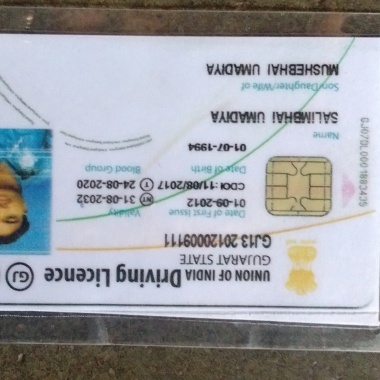 UNION OF INDIA Driving Licence GJ
GUJARAT STATE
GJ13 20120009111
Date of First Issue Validity
01-09-2012 31-08-2032 (NT)
CDOI :11/08/2017 24-08-2020 (T)
Date of Birth Blood Group
01-07-1994
Name
SALIMBHAI UMADIYA
Son/Daughter/Wife of
MUSHEBHAI UMADIYA